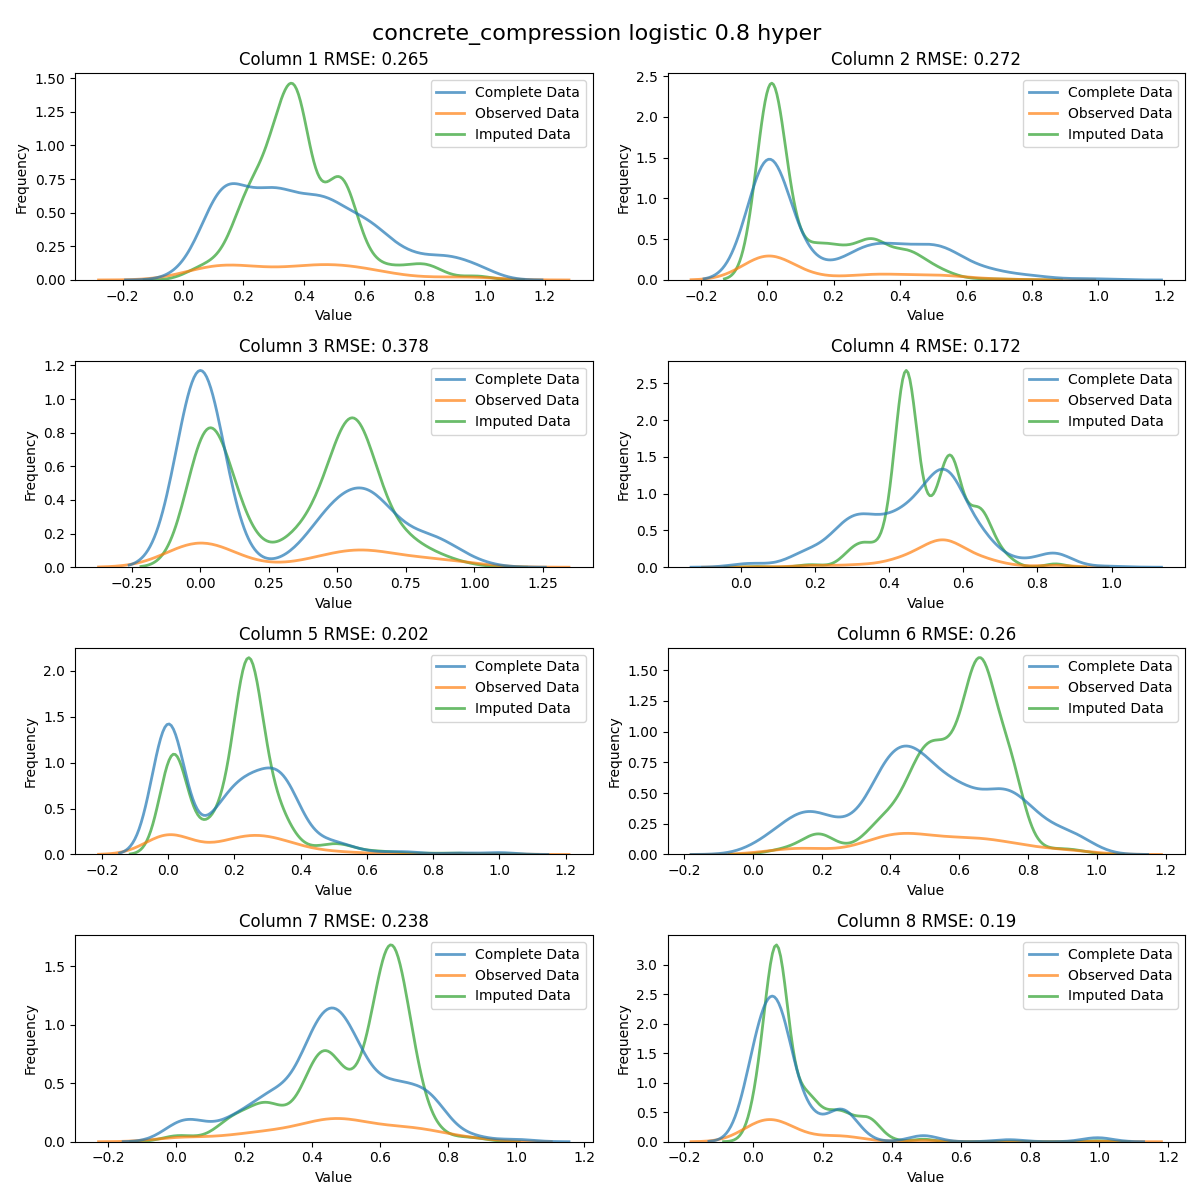 concrete_compression logistic 0.8 hyper
Column 1 RMSE: 0.265
Frequency
1.50
1.25
1.00
0.75
0.50
0.25
0.00
Complete Data
Observed Data
Imputed Data
−0.2 0.0 0.2 0.4 0.6 0.8 1.0 1.2
Value
Column 2 RMSE: 0.272
Frequency
2.5
2.0
1.5
1.0
0.5
0.0
Complete Data
Observed Data
Imputed Data
−0.2 0.0 0.2 0.4 0.6 0.8 1.0 1.2
Value
Column 3 RMSE: 0.378
Frequency
1.2
1.0
0.8
0.6
0.4
0.2
0.0
Complete Data
Observed Data
Imputed Data
−0.25 0.00 0.25 0.50 0.75 1.00 1.25
Value
Column 4 RMSE: 0.172
Frequency
2.5
2.0
1.5
1.0
0.5
0.0
Complete Data
Observed Data
Imputed Data
0.0 0.2 0.4 0.6 0.8 1.0
Value
Column 5 RMSE: 0.202
Frequency
2.0
1.5
1.0
0.5
0.0
Complete Data
Observed Data
Imputed Data
−0.2 0.0 0.2 0.4 0.6 0.8 1.0 1.2
Value
Column 6 RMSE: 0.26
Frequency
1.50
1.25
1.00
0.75
0.50
0.25
0.00
Complete Data
Observed Data
Imputed Data
−0.2 0.0 0.2 0.4 0.6 0.8 1.0 1.2
Value
Column 7 RMSE: 0.238
Frequency
1.5
1.0
0.5
0.0
Complete Data
Observed Data
Imputed Data
−0.2 0.0 0.2 0.4 0.6 0.8 1.0 1.2
Value
Column 8 RMSE: 0.19
Frequency
3.0
2.5
2.0
1.5
1.0
0.5
0.0
Complete Data
Observed Data
Imputed Data
−0.2 0.0 0.2 0.4 0.6 0.8 1.0 1.2
Value